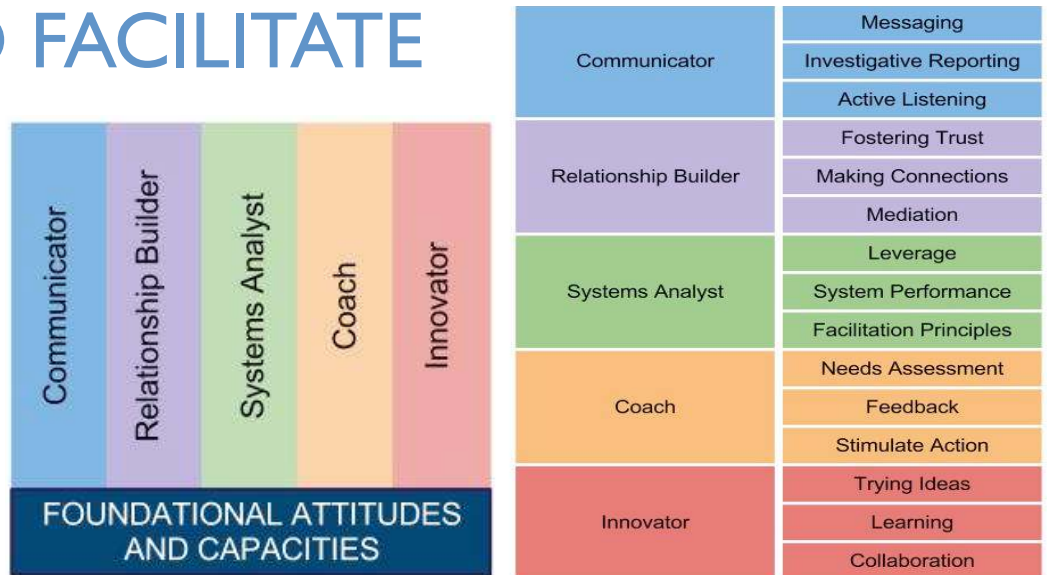 FACILITATE
Communicator
Relationship Builder
Systems Analyst
Coach
Innovator
FOUNDATIONAL ATTITUDES
AND CAPACITIES
Communicator
Messaging
Investigative Reporting
Active Listening
Relationship Builder
Fostering Trust
Making Connections
Mediation
Systems Analyst
Leverage
System Performance
Facilitation Principles
Coach
Needs Assessment
Feedback
Stimulate Action
Innovator
Trying Ideas
Learning
Collaboration